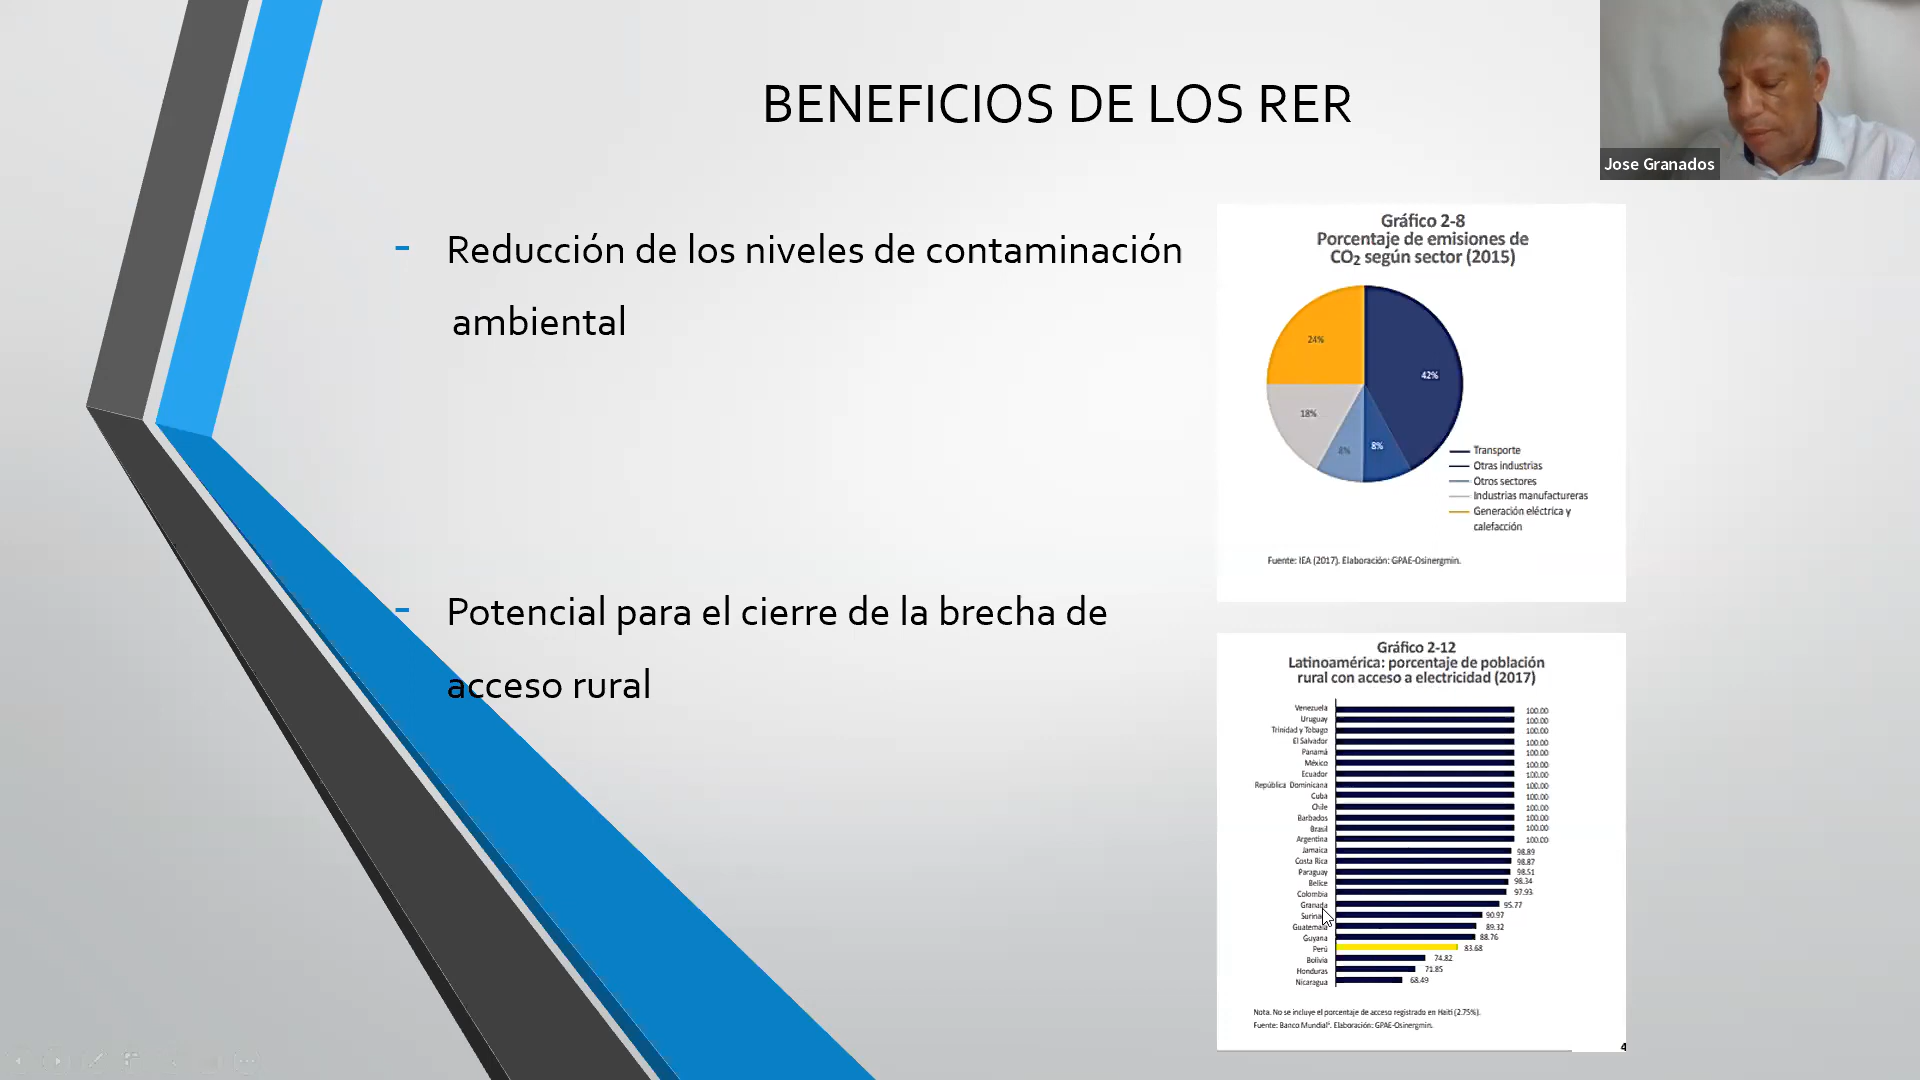 BENEFICIOS DE LOS RER
Jose Granados
- Reducción de los niveles de contaminación
ambiental
- Potencial para el cierre de la brecha de
acceso rural
Gráfico 2-8
Porcentaje de emisiones de
CO₂ según sector (2015)
24%
42%
18%
8%
8%
Transporte
Otras industrias
Otros sectores
Industrias manufactureras
Generación eléctrica y
calefacción
Fuente: IEA (2017). Elaboración: GPAE-Osinergmin.
Gráfico 2-12
Latinoamérica: porcentaje de población
rural con acceso a electricidad (2017)
Venezuela 100.00
Uruguay 100.00
Trinidad y Tobago 100.00
El Salvador 100.00
Panamá 100.00
México 100.00
Ecuador 100.00
República Dominicana 100.00
Cuba 100.00
Chile 100.00
Barbados 100.00
Brasil 100.00
Argentina 100.00
Jamaica 98.89
Costa Rica 98.87
Paraguay 98.51
Belice 98.34
Colombia 97.93
Granada 95.77
90.97
Guatemala 89.32
Guyana 88.76
Perú 83.68
Bolivia 74.82
Honduras 71.85
Nicaragua 68.49
Nota. No se incluye el porcentaje de acceso registrado en Haití (2.75%).
Fuente: Banco Mundial⁶. Elaboración: GPAE-Osinergmin.
4